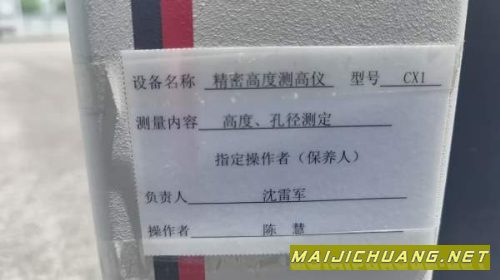 设备名称 精密高度测高仪 型号 CX1
测量内容 高度、孔径测定
指定操作者（保养人）
负责人 沈雷军
操作者 陈 慧
MAIJICHUANG.NET